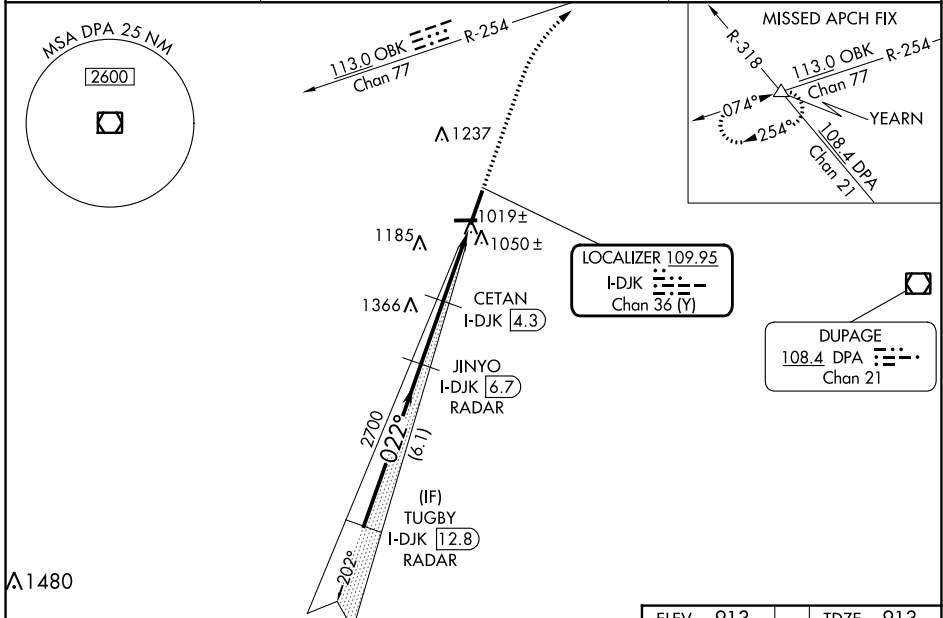 MSA DPA 25 NM
2600
113.0 OBK R-254
Chan 77
1237
MISSED APCH FIX
R-318
113.0 OBK R-254
Chan 77
074°
254°
YEARN
108.4 DPA
Chan 21
1019±
1050±
1185
1366
CETAN
I-DJK 4.3
LOCALIZER 109.95
I-DJK
Chan 36 (Y)
JINYO
I-DJK 6.7
RADAR
DUPAGE
108.4 DPA
Chan 21
2700
022°
(6.1)
(IF)
TUGBY
I-DJK 12.8
RADAR
202°
1480
ELEV 913 TDZE 913